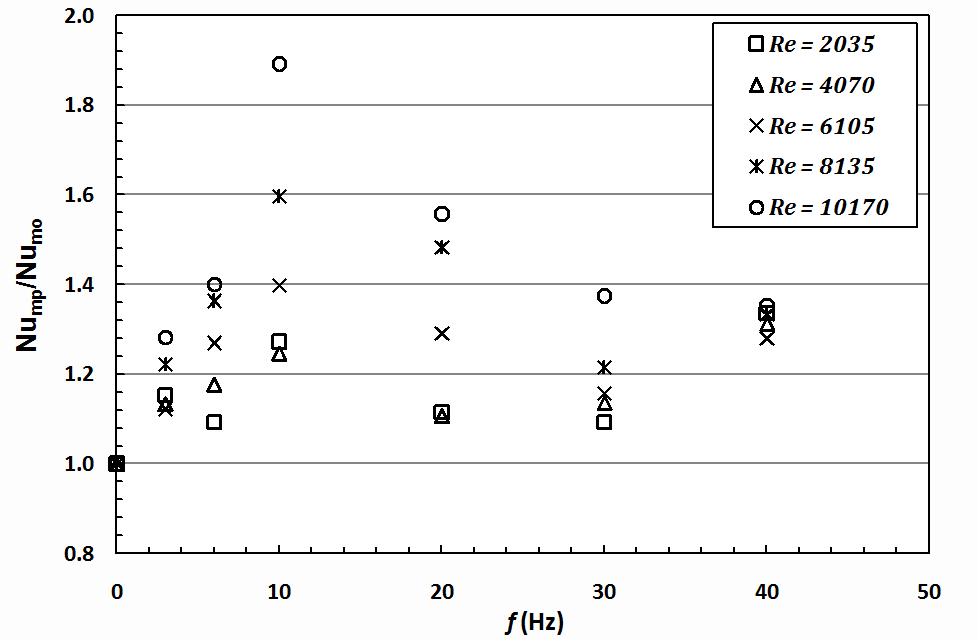 2.0
1.8
1.6
1.4
1.2
1.0
0.8
0
10
20
30
40
50
Nump/Numo
f (Hz)
Re = 2035
Re = 4070
Re = 6105
Re = 8135
Re = 10170